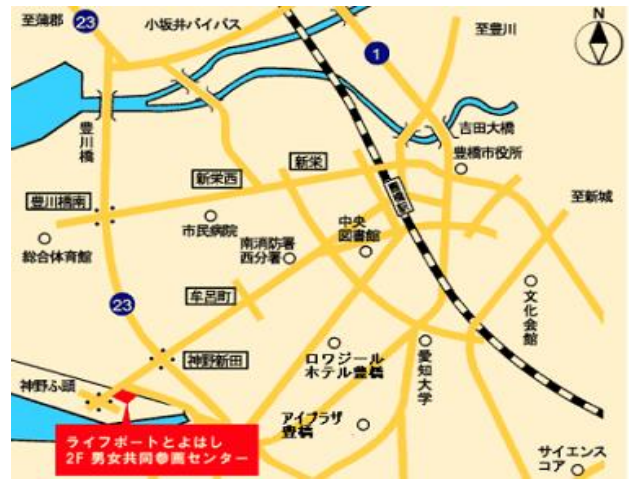 至蒲郡
23
小坂井バイパス
N
至豊川
1
豊川橋
吉田大橋
豊橋市役所
新栄
新栄西
豊橋駅
至新城
豊川橋南
市民病院
中央
図書館
南消防署
西分署
総合体育館
牟呂町
23
文化会館
神野新田
ロワジール
ホテル豊橋
愛知大学
神野ふ頭
アイプラザ
豊橋
ライフポートとよはし
2F 男女共同参画センター
サイエンス
コア